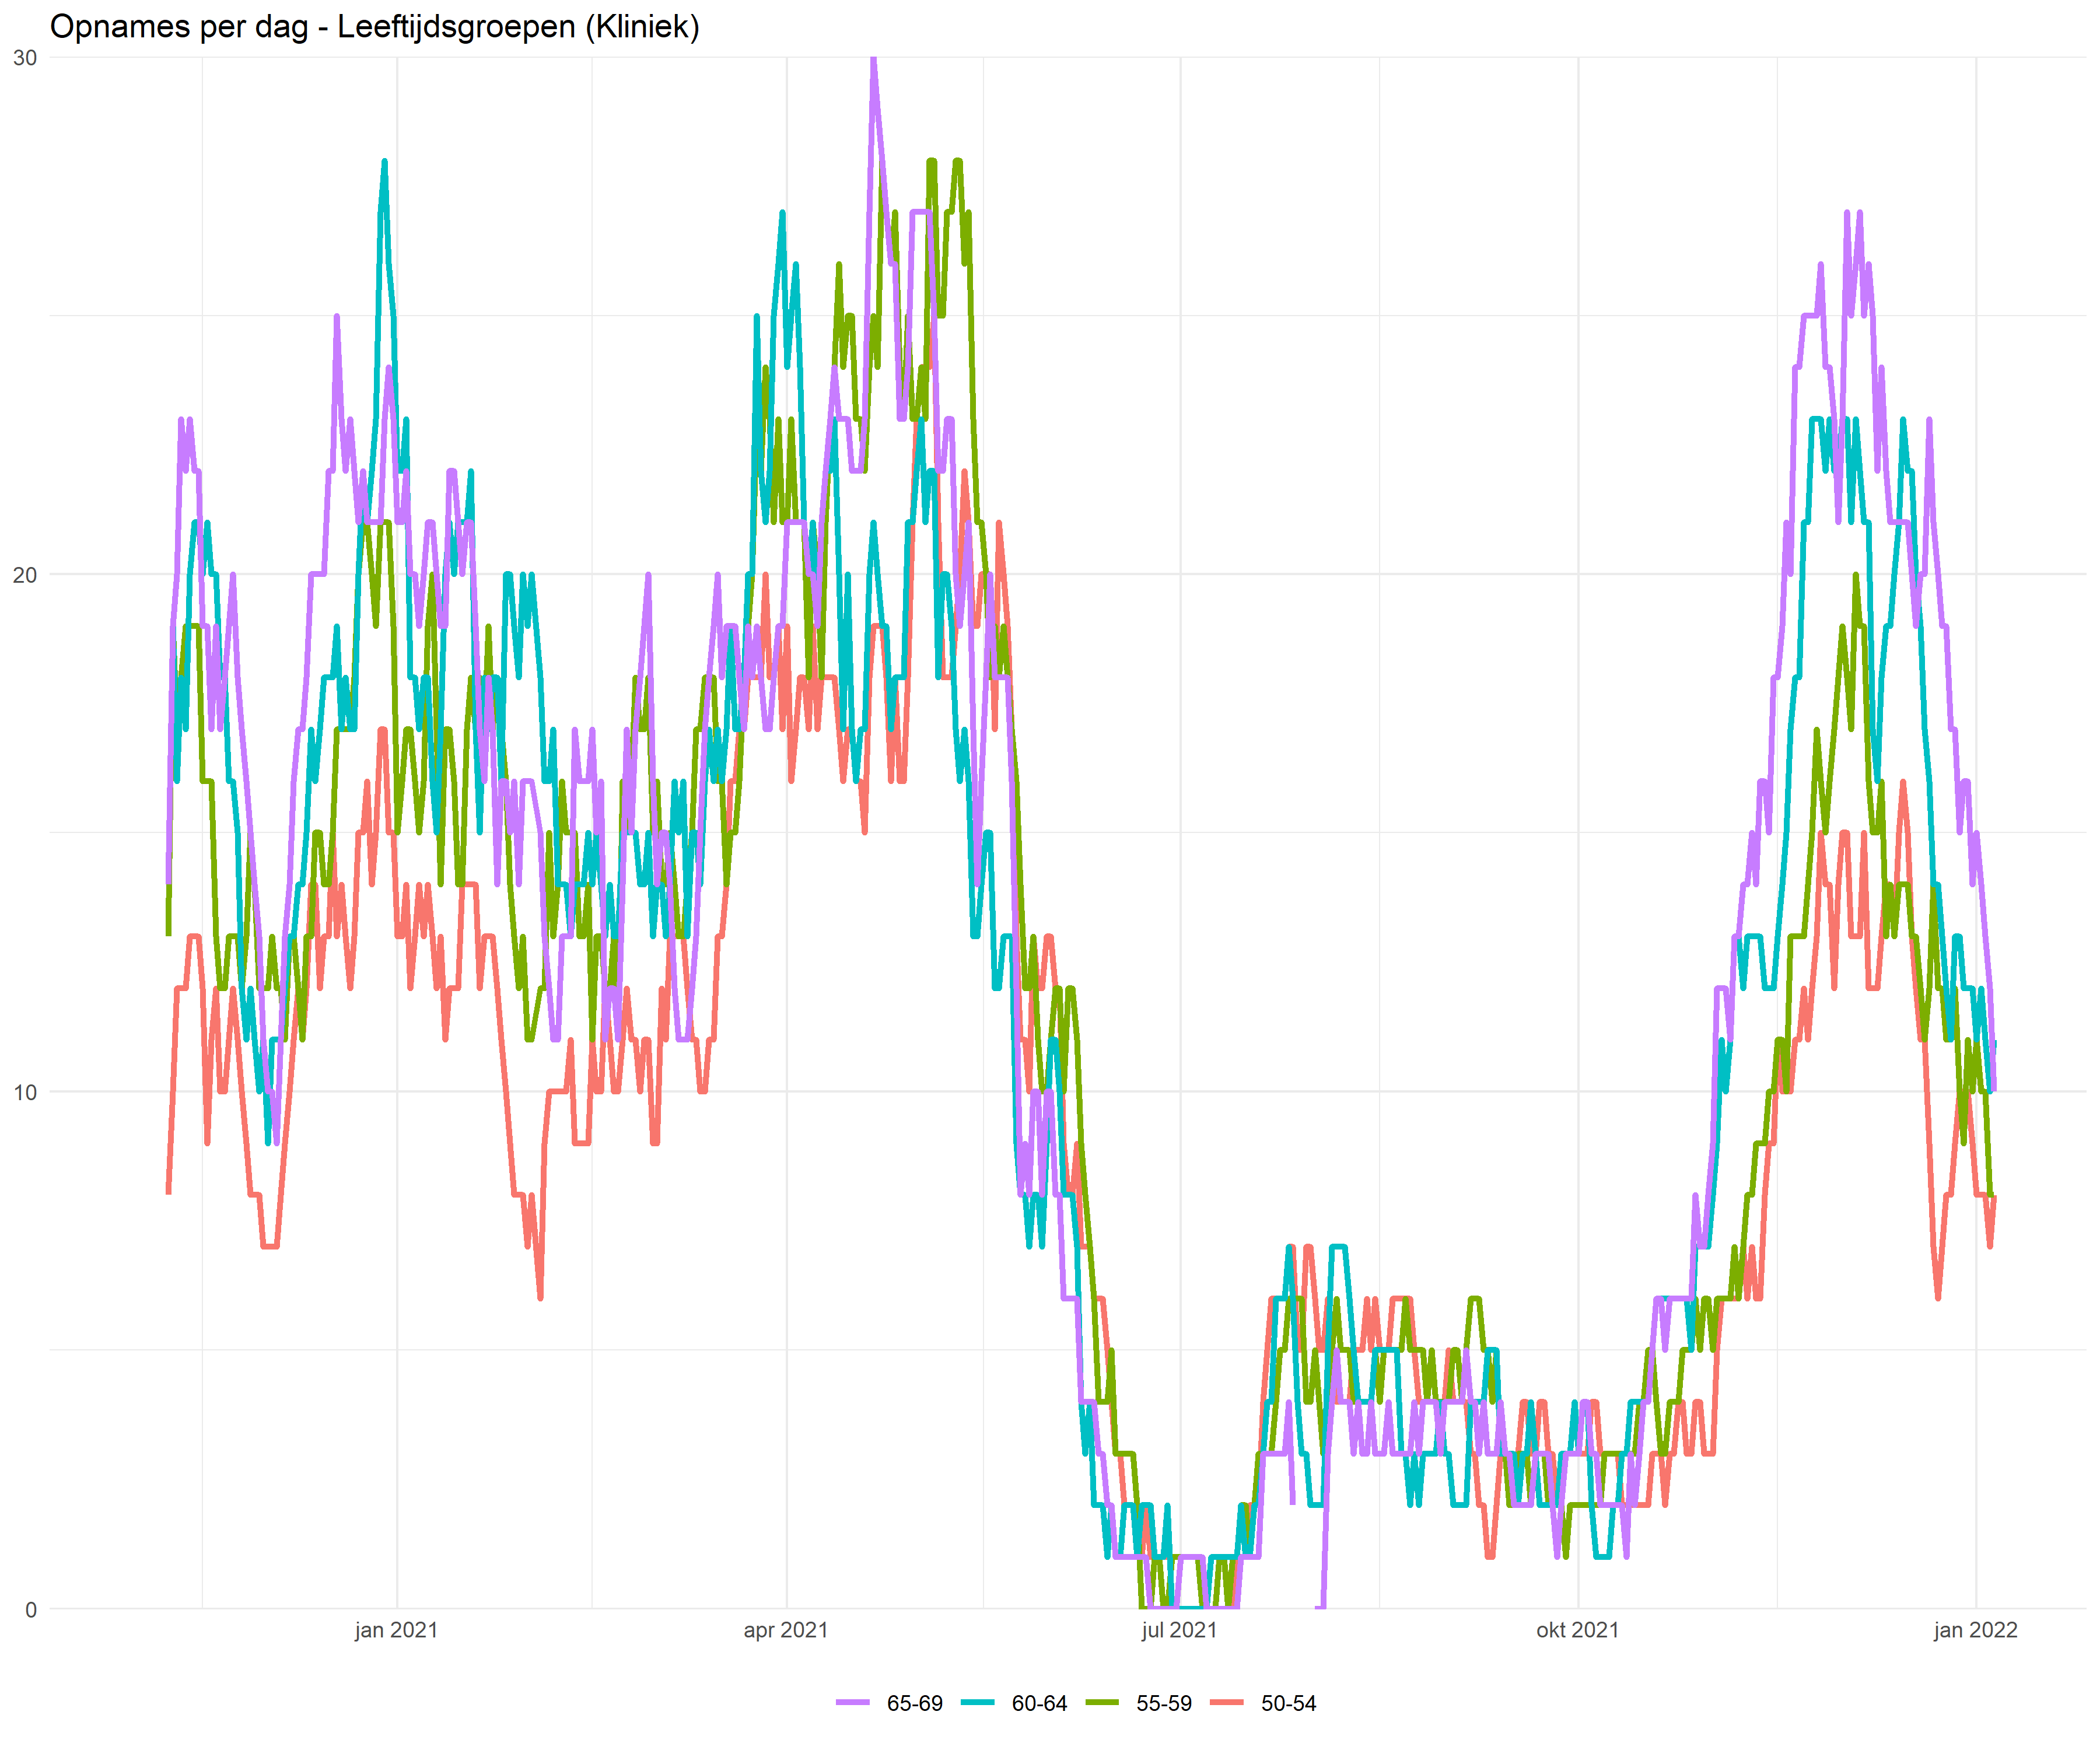 Opnames per dag - Leeftijdsgroepen (Kliniek)
30
20
10
0
jan 2021 apr 2021 jul 2021 okt 2021 jan 2022
65-69 60-64 55-59 50-54